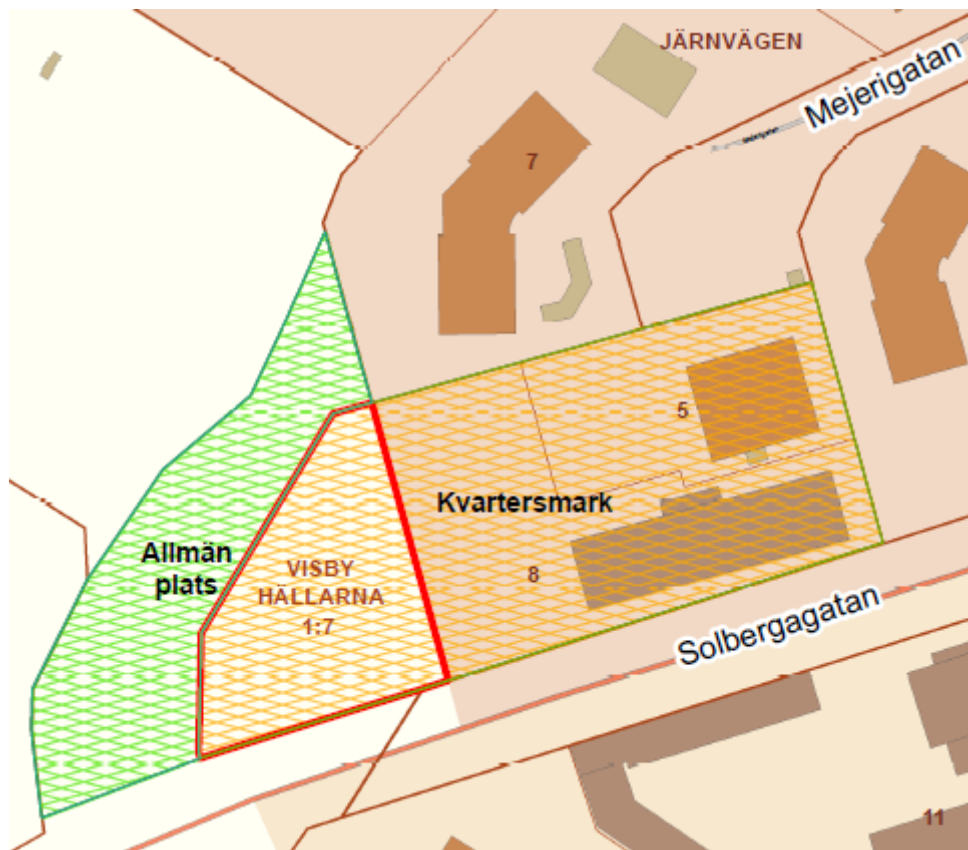 JÄRNVÄGEN
Mejerigatan
7
5
Kvartersmark
Allmän
plats
VISBY
HÄLLARNA
1:7
8
Solbergagatan
11